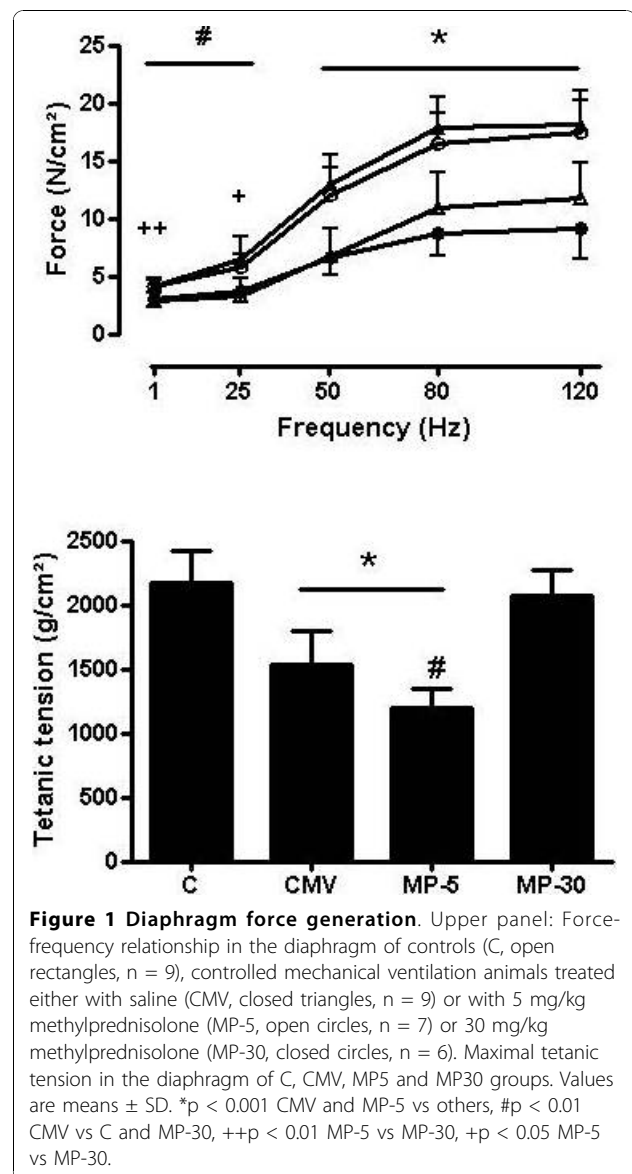 # *
25
20
15
10
5
0
Force (N/cm²)
++
+
1 25 50 80 120
Frequency (Hz)
2500
2000
1500
1000
500
0
Tetanic tension (g/cm²)
*
#
C CMV MP-5 MP-30
Figure 1 Diaphragm force generation. Upper panel: Force-
frequency relationship in the diaphragm of controls (C, open
rectangles, n = 9), controlled mechanical ventilation animals treated
either with saline (CMV, closed triangles, n = 9) or with 5 mg/kg
methylprednisolone (MP-5, open circles, n = 7) or 30 mg/kg
methylprednisolone (MP-30, closed circles, n = 6). Maximal tetanic
tension in the diaphragm of C, CMV, MP5 and MP30 groups. Values
are means ± SD. *p < 0.001 CMV and MP-5 vs others, #p < 0.01
CMV vs C and MP-30, ++p < 0.01 MP-5 vs MP-30, +p < 0.05 MP-5
vs MP-30.